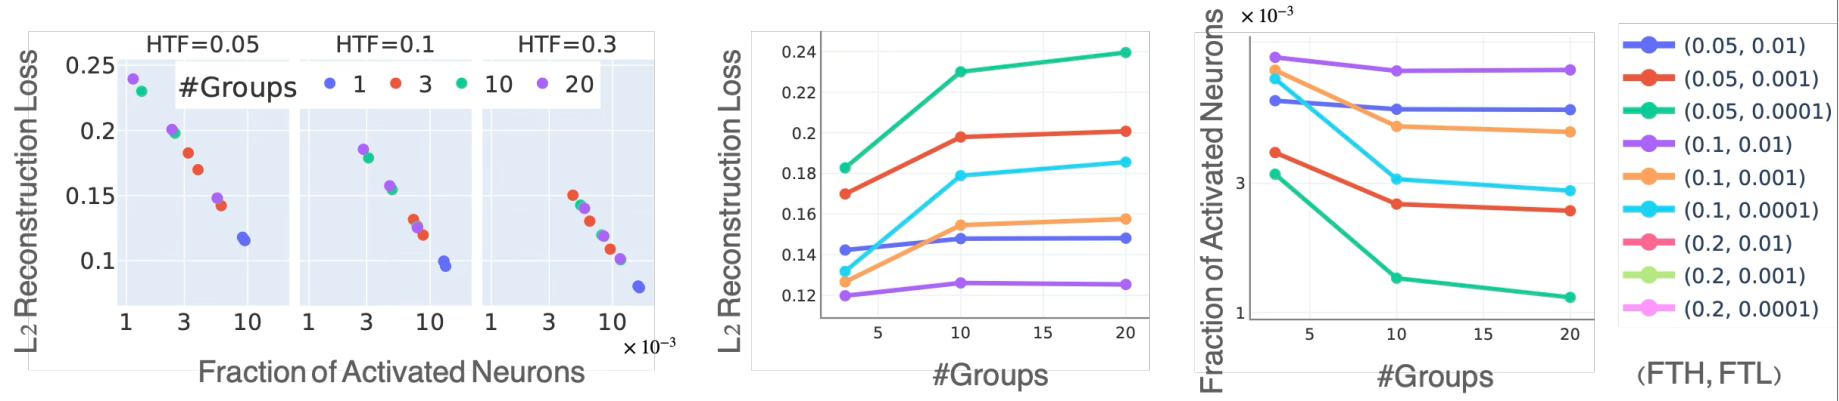 HTF=0.05
HTF=0.1
HTF=0.3
#Groups 1 3 10 20
0.25
0.2
0.15
0.1
L2 Reconstruction Loss
1 3 10
1 3 10
1 3 10
× 10⁻³
Fraction of Activated Neurons
0.24
0.22
0.2
0.18
0.16
0.14
0.12
L2 Reconstruction Loss
5 10 15 20
#Groups
× 10⁻³
3
1
Fraction of Activated Neurons
5 10 15 20
#Groups
(0.05, 0.01)
(0.05, 0.001)
(0.05, 0.0001)
(0.1, 0.01)
(0.1, 0.001)
(0.1, 0.0001)
(0.2, 0.01)
(0.2, 0.001)
(0.2, 0.0001)
(FTH, FTL)